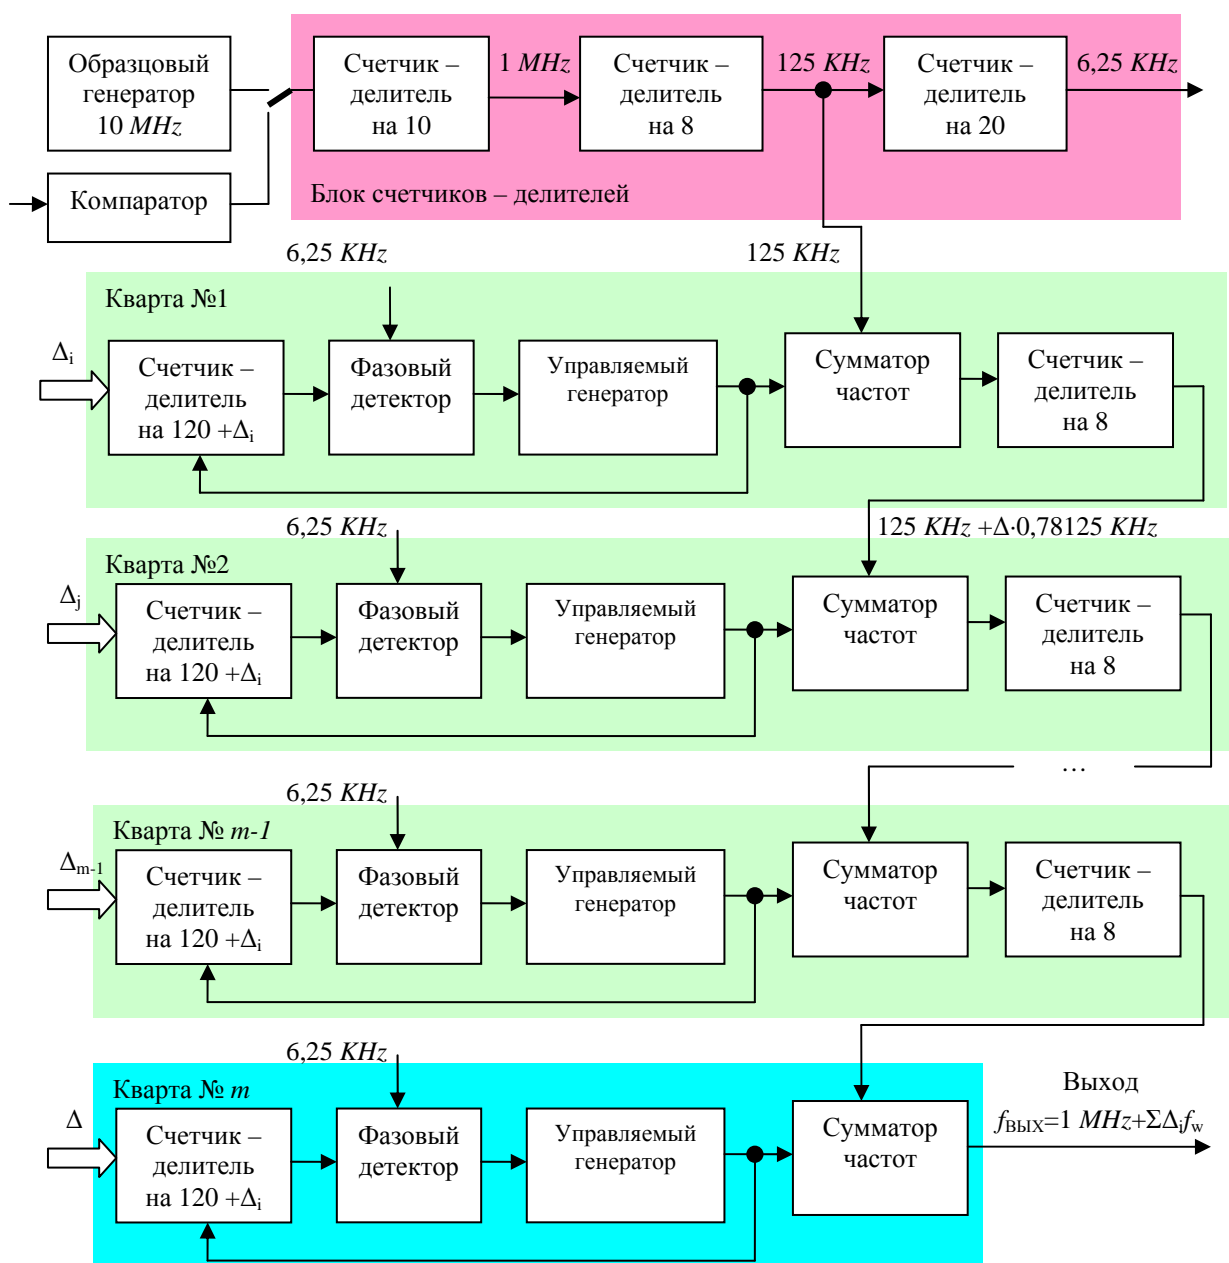 Образцовый
генератор
10 MHz
Счетчик –
делитель
на 10
1 MHz
Счетчик –
делитель
на 8
125 KHz
Счетчик –
делитель
на 20
6,25 KHz
Компаратор
Блок счетчиков – делителей
6,25 KHz
125 KHz
Кварта №1
Δi
Счетчик –
делитель
на 120 +Δi
Фазовый
детектор
Управляемый
генератор
Сумматор
частот
Счетчик –
делитель
на 8
6,25 KHz
125 KHz +Δ·0,78125 KHz
Кварта №2
Δj
Счетчик –
делитель
на 120 +Δi
Фазовый
детектор
Управляемый
генератор
Сумматор
частот
Счетчик –
делитель
на 8
…
6,25 KHz
Кварта № m-1
Δm-1
Счетчик –
делитель
на 120 +Δi
Фазовый
детектор
Управляемый
генератор
Сумматор
частот
Счетчик –
делитель
на 8
6,25 KHz
Кварта № m
Δ
Счетчик –
делитель
на 120 +Δi
Фазовый
детектор
Управляемый
генератор
Сумматор
частот
Выход
fВЫХ=1 MHz+ΣΔifw